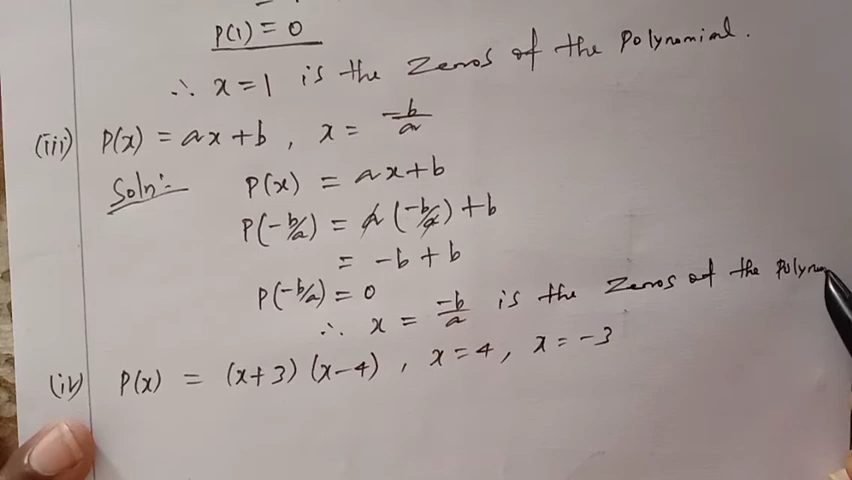 P(1) = 0
∴ x = 1 is the Zeros of the Polynomial.
(iii) P(x) = ax + b , x = -b/a
Soln:- P(x) = ax + b
P(-b/a) = a (-b/a) + b
= -b + b
P(-b/a) = 0
∴ x = -b/a is the Zeros of the
(iv) P(x) = (x+3) (x-4) , x = 4 , x = -3